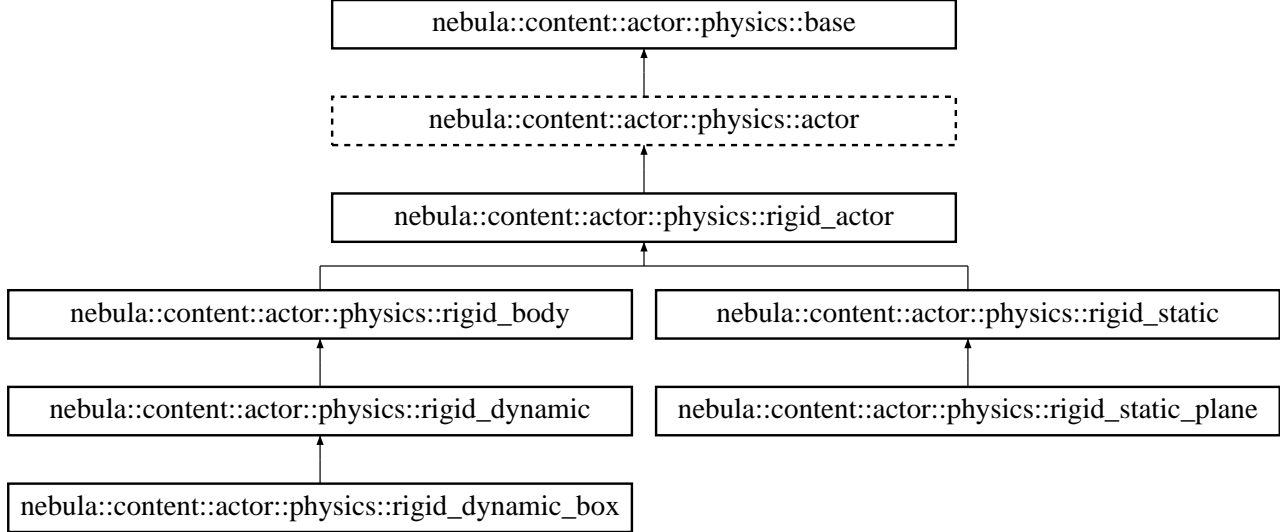 nebula::content::actor::physics::base
nebula::content::actor::physics::actor
nebula::content::actor::physics::rigid_actor
nebula::content::actor::physics::rigid_body
nebula::content::actor::physics::rigid_static
nebula::content::actor::physics::rigid_dynamic
nebula::content::actor::physics::rigid_static_plane
nebula::content::actor::physics::rigid_dynamic_box